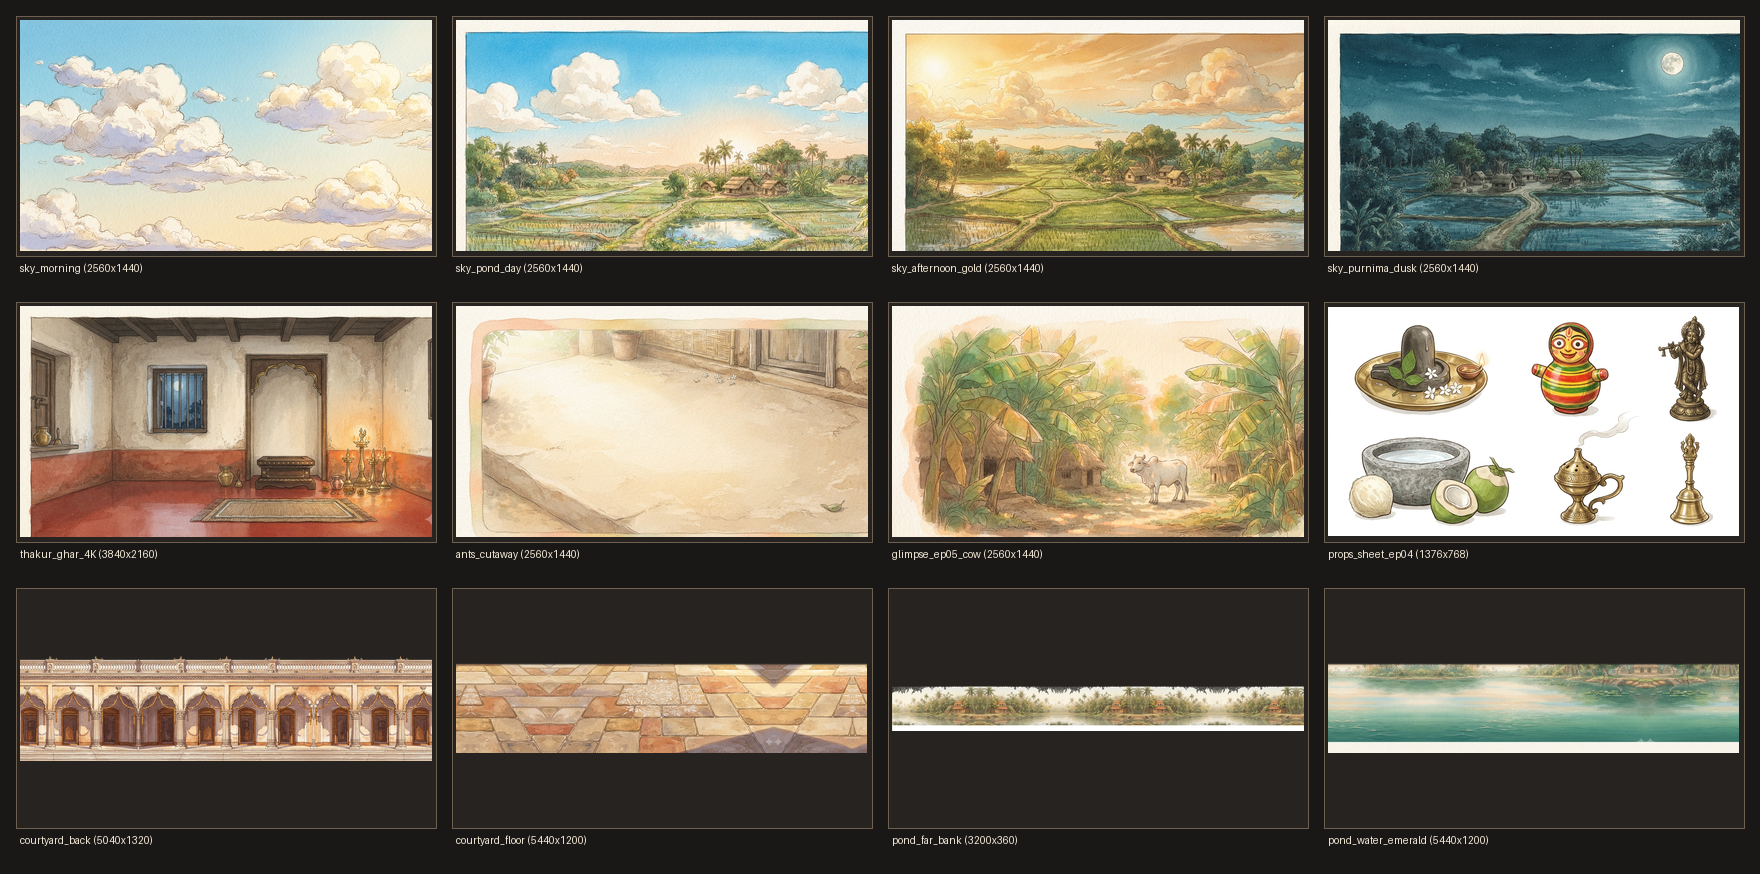 sky_morning (2560x1440)
sky_pond_day (2560x1440)
sky_afternoon_gold (2560x1440)
sky_purnima_dusk (2560x1440)
thakur_ghar_4K (3840x2160)
ants_cutaway (2560x1440)
glimpse_ep05_cow (2560x1440)
props_sheet_ep04 (1376x768)
courtyard_back (5040x1320)
courtyard_floor (5440x1200)
pond_far_bank (3200x360)
pond_water_emerald (5440x1200)